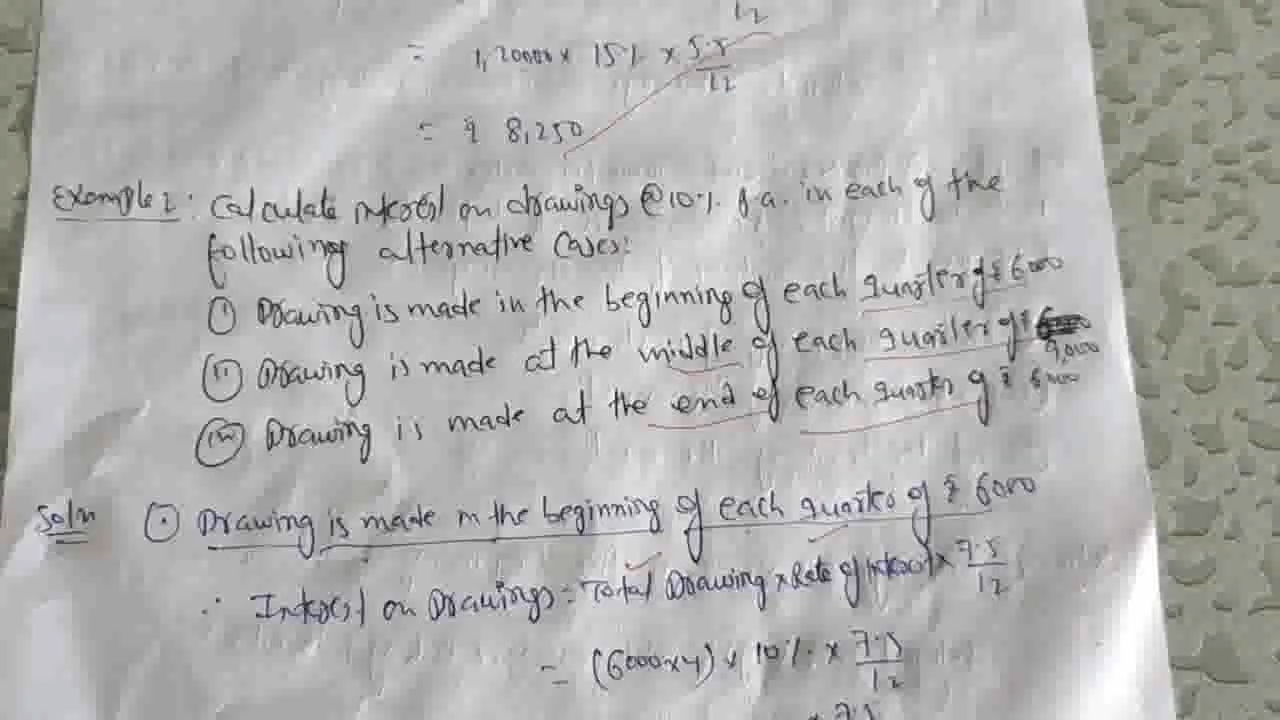 12
= 1,20000 x 15% x 5.5/12
= ₹ 8,250
Example 2: Calculate interest on drawings @ 10% p.a. in each of the
following alternative cases:
(i) Drawing is made in the beginning of each quarter of ₹ 6000
(ii) Drawing is made at the middle of each quarter of ₹
9,000
(iii) Drawing is made at the end of each quarter of ₹
Soln (i) Drawing is made in the beginning of each quarter of ₹ 6000
∴ Interest on Drawings = Total Drawing x Rate of Interest x 7.5/12
= (6000x4) x 10% x 7.5/12
x 7.5